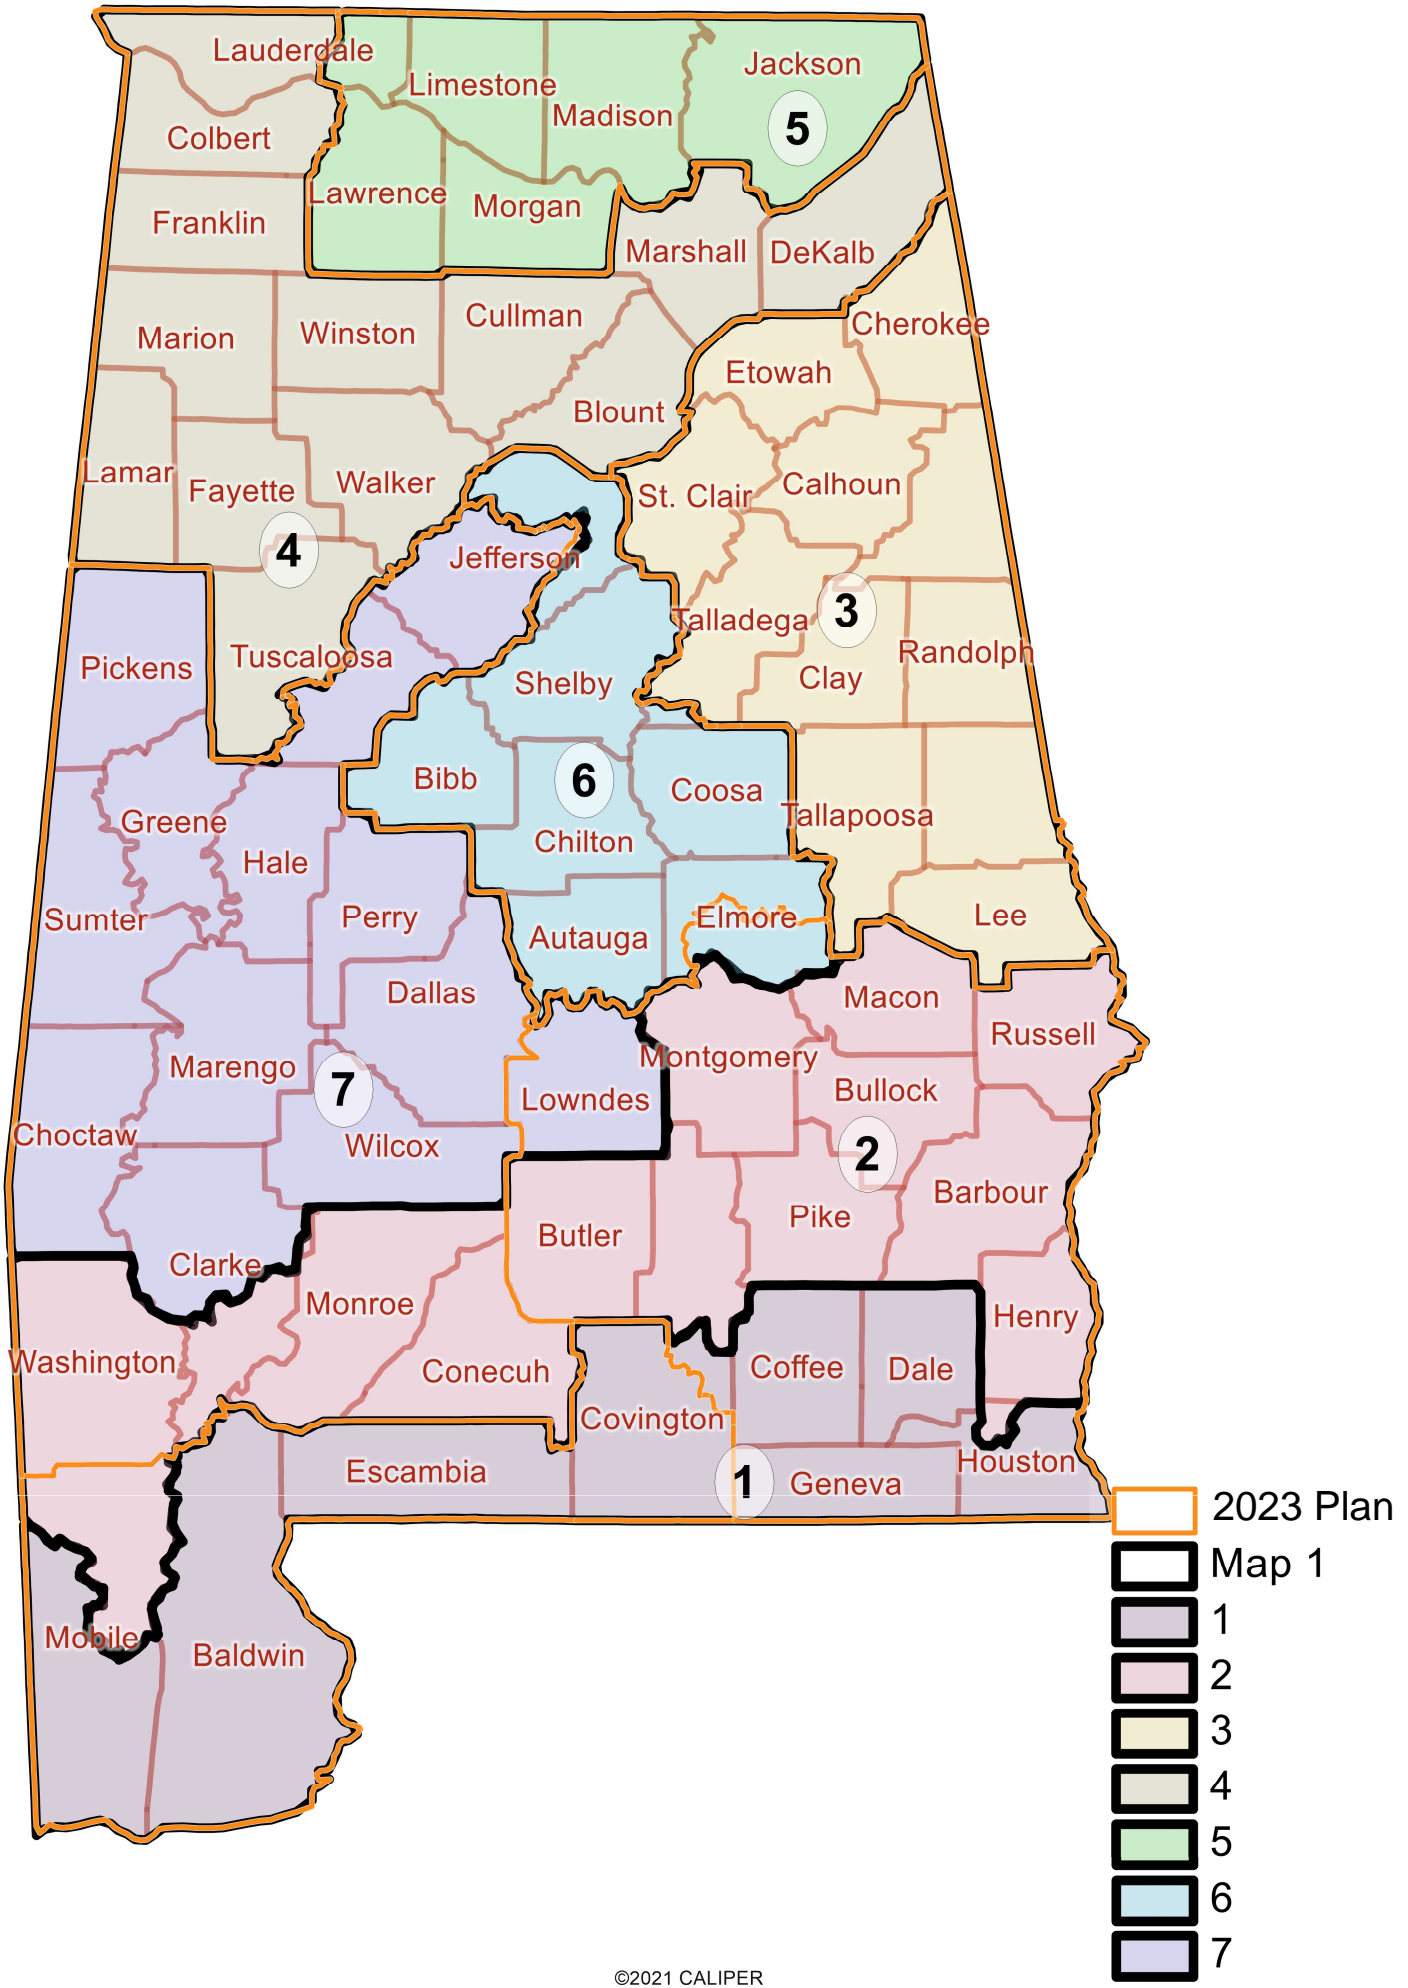 Lauderdale
Jackson
Limestone
Madison
5
Colbert
Lawrence
Morgan
Franklin
Marshall
DeKalb
Cullman
Cherokee
Marion
Winston
Etowah
Blount
Lamar
Fayette
Walker
St. Clair
Calhoun
4
Jefferson
3
Talladega
Randolph
Tuscaloosa
Pickens
Clay
Shelby
Bibb
6
Coosa
Tallapoosa
Greene
Chilton
Hale
Sumter
Perry
Elmore
Lee
Autauga
Dallas
Macon
Russell
Montgomery
Marengo
7
Bullock
Lowndes
Choctaw
Wilcox
2
Barbour
Pike
Butler
Clarke
Monroe
Henry
Washington
Conecuh
Coffee
Dale
Covington
Escambia
1
Geneva
Houston
Mobile
Baldwin
2023 Plan
Map 1
1
2
3
4
5
6
7
©2021 CALIPER